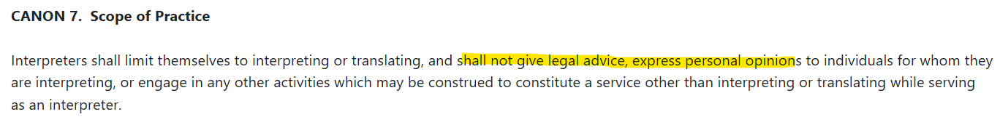 CANON 7.  Scope of Practice
Interpreters shall limit themselves to interpreting or translating, and shall not give legal advice, express personal opinions to individuals for whom they
are interpreting, or engage in any other activities which may be construed to constitute a service other than interpreting or translating while serving
as an interpreter.